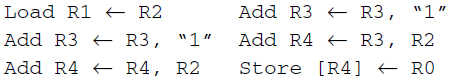 Load R1 ← R2
Add R3 ← R3, “1”
Add R4 ← R4, R2
Add R3 ← R3, “1”
Add R4 ← R3, R2
Store [R4] ← R0